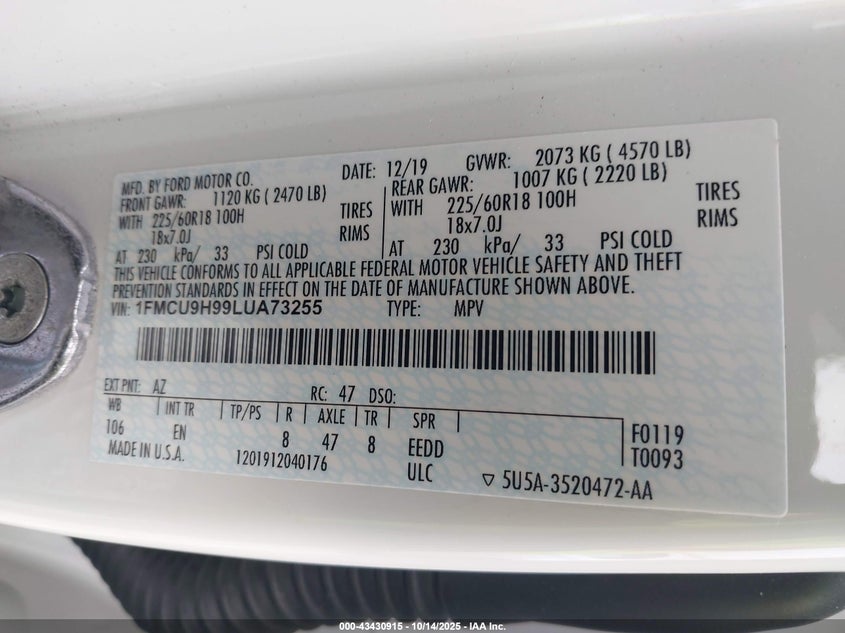 MFD. BY FORD MOTOR CO. DATE: 12/19 GVWR: 2073 KG ( 4570 LB)
FRONT GAWR: 1120 KG ( 2470 LB) REAR GAWR: 1007 KG ( 2220 LB)
WITH 225/60R18 100H TIRES WITH 225/60R18 100H TIRES
18x7.0J RIMS 18x7.0J RIMS
AT 230 kPa/ 33 PSI COLD AT 230 kPa/ 33 PSI COLD
THIS VEHICLE CONFORMS TO ALL APPLICABLE FEDERAL MOTOR VEHICLE SAFETY AND THEFT
PREVENTION STANDARDS IN EFFECT ON THE DATE OF MANUFACTURE SHOWN ABOVE.
VIN: 1FMCU9H99LUA73255 TYPE: MPV
EXT PNT: AZ RC: 47 DSO:
WB INT TR TP/PS R AXLE TR SPR
106 EN 8 47 8 EEDD F0119
MADE IN U.S.A. 1201912040176 ULC T0093
5U5A-3520472-AA
000-43430915 - 10/14/2025 - IAA Inc.